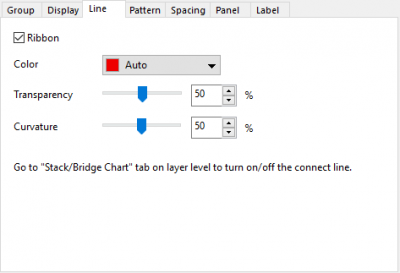 Group Display Line Pattern Spacing Panel Label
Ribbon
Color Auto
Transparency 50 %
Curvature 50 %
Go to "Stack/Bridge Chart" tab on layer level to turn on/off the connect line.